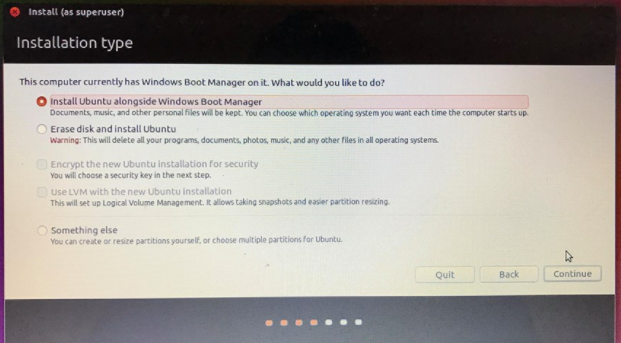 Install (as superuser)
Installation type
This computer currently has Windows Boot Manager on it. What would you like to do?
Install Ubuntu alongside Windows Boot Manager
Documents, music, and other personal files will be kept. You can choose which operating system you want each time the computer starts up.
Erase disk and install Ubuntu
Warning: This will delete all your programs, documents, photos, music, and any other files in all operating systems.
Encrypt the new Ubuntu installation for security
You will choose a security key in the next step.
Use LVM with the new Ubuntu installation
This will set up Logical Volume Management. It allows taking snapshots and easier partition resizing.
Something else
You can create or resize partitions yourself, or choose multiple partitions for Ubuntu.
Quit Back Continue